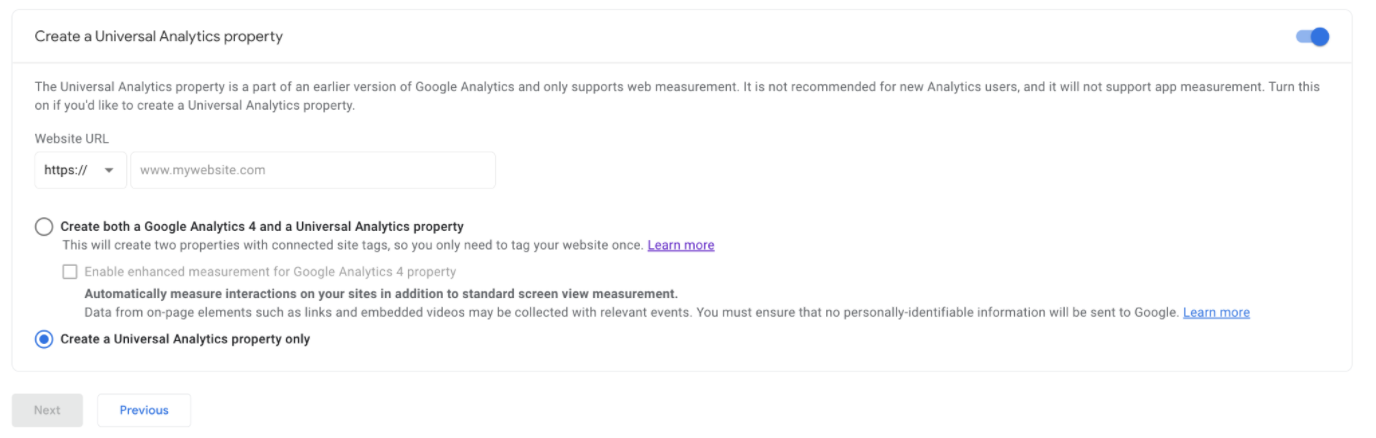 Create a Universal Analytics property
The Universal Analytics property is a part of an earlier version of Google Analytics and only supports web measurement. It is not recommended for new Analytics users, and it will not support app measurement. Turn this
on if you'd like to create a Universal Analytics property.
Website URL
https:// www.mywebsite.com
Create both a Google Analytics 4 and a Universal Analytics property
This will create two properties with connected site tags, so you only need to tag your website once. Learn more
Enable enhanced measurement for Google Analytics 4 property
Automatically measure interactions on your sites in addition to standard screen view measurement.
Data from on-page elements such as links and embedded videos may be collected with relevant events. You must ensure that no personally-identifiable information will be sent to Google. Learn more
Create a Universal Analytics property only
Next Previous